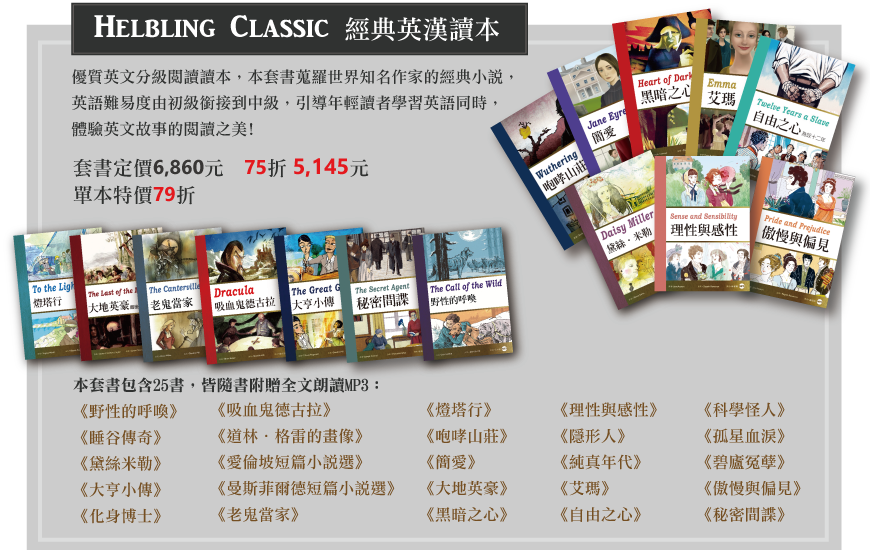 HELBLING CLASSIC 經典英漢讀本
優質英文分級閱讀讀本，本套書蒐羅世界知名作家的經典小說，
英語難易度由初級銜接到中級，引導年輕讀者學習英語同時，
體驗英文故事的閱讀之美!
套書定價6,860元 75折 5,145元
單本特價79折
Wuthering
咆哮山莊
Jane Eyre
簡愛
Heart of Dark
黑暗之心
Emma
艾瑪
Twelve Years a Slave
自由之心
Daisy Miller
黛絲·米勒
Sense and Sensibility
理性與感性
Pride and Prejudice
傲慢與偏見
To the Ligh
燈塔行
The Last of the
大地英豪
The Canterville
老鬼當家
Dracula
吸血鬼德古拉
The Great G
大亨小傳
The Secret Agent
秘密間諜
The Call of the Wild
野性的呼喚
本套書包含25書，皆隨書附贈全文朗讀MP3：
《野性的呼喚》 《吸血鬼德古拉》 《燈塔行》 《理性與感性》 《科學怪人》
《睡谷傳奇》 《道林．格雷的畫像》 《咆哮山莊》 《隱形人》 《孤星血淚》
《黛絲米勒》 《愛倫坡短篇小說選》 《簡愛》 《純真年代》 《碧廬冤孽》
《大亨小傳》 《曼斯菲爾德短篇小說選》 《大地英豪》 《艾瑪》 《傲慢與偏見》
《化身博士》 《老鬼當家》 《黑暗之心》 《自由之心》 《秘密間諜》